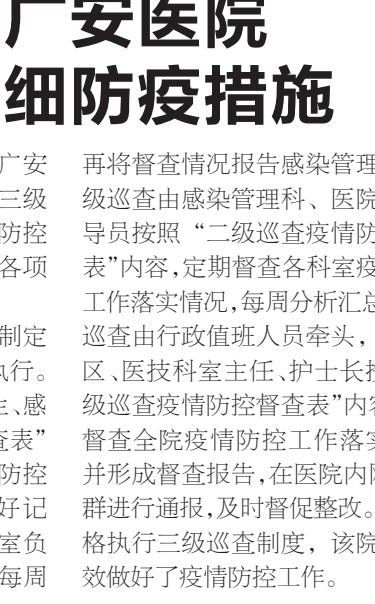 广安医院
细防疫措施
广安
三级
防控
各项
制定
执行。
生、感
查表”
防控
好记
室负
每周
再将督查情况报告感染管理
级巡查由感染管理科、医院
导员按照“二级巡查疫情防
表”内容,定期督查各科室疫
工作落实情况,每周分析汇总
巡查由行政值班人员牵头,
区、医技科室主任、护士长按
级巡查疫情防控督查表”内容
督查全院疫情防控工作落实
并形成督查报告,在医院内网
群进行通报,及时督促整改。
格执行三级巡查制度,该院
效做好了疫情防控工作。